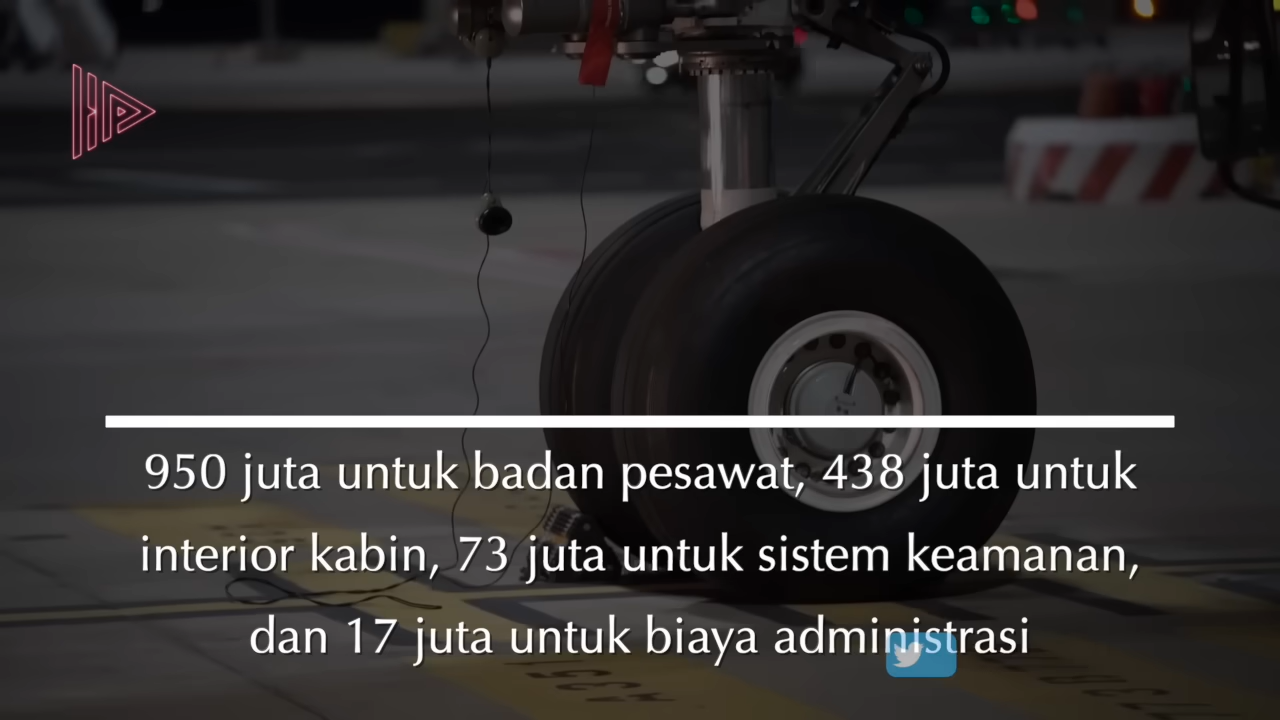 950 juta untuk badan pesawat, 438 juta untuk
interior kabin, 73 juta untuk sistem keamanan,
dan 17 juta untuk biaya administrasi